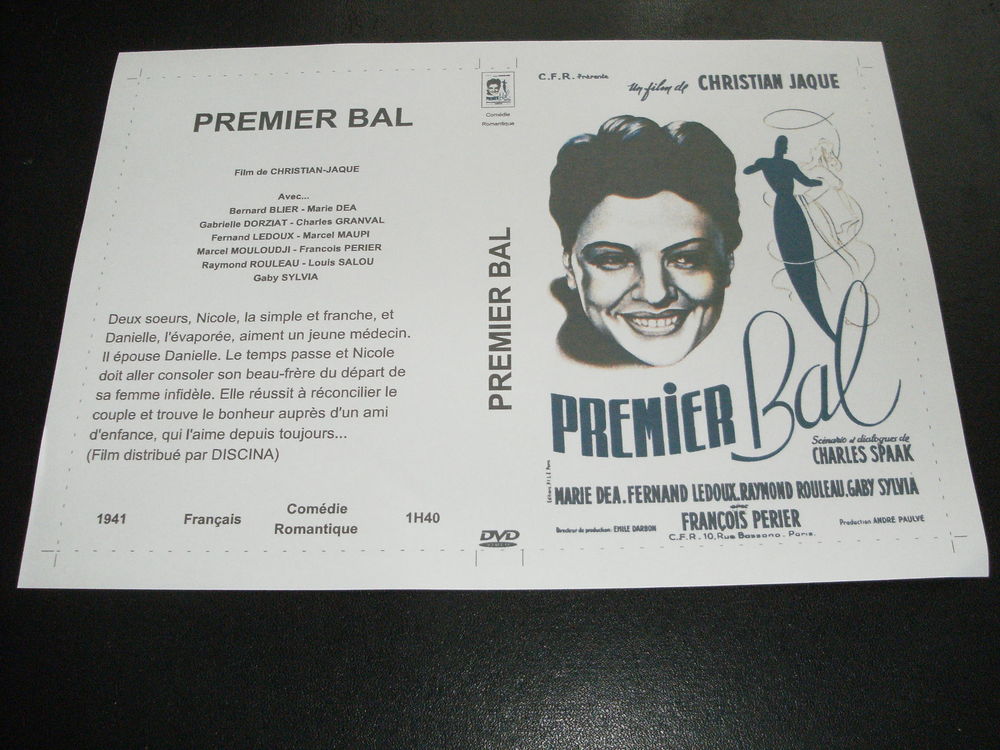 PREMIER BAL
Film de CHRISTIAN-JAQUE
Avec...
Bernard BLIER - Marie DEA
Gabrielle DORZIAT - Charles GRANVAL
Fernand LEDOUX - Marcel MAUPI
Marcel MOULOUDJI - Francois PERIER
Raymond ROULEAU - Louis SALOU
Gaby SYLVIA
Deux soeurs, Nicole, la simple et franche, et
Danielle, l'évaporée, aiment un jeune médecin.
Il épouse Danielle. Le temps passe et Nicole
doit aller consoler son beau-frère du départ de
sa femme infidèle. Elle réussit à réconcilier le
couple et trouve le bonheur auprès d'un ami
d'enfance, qui l'aime depuis toujours...
(Film distribué par DISCINA)
1941 Français Comédie Romantique 1H40
Comédie
Romantique
PREMIER BAL
DVD
C.F.R. Présente
un film de CHRISTIAN JAQUE
PREMIER Bal
Scénario et dialogues de
CHARLES SPAAK
MARIE DEA. FERNAND LEDOUX. RAYMOND ROULEAU. GABY SYLVIA
avec
FRANÇOIS PERIER
Directeur de production: EMILE DARBON
Production ANDRÉ PAULVÉ
C.F.R. 10, Rue Bassano. Paris.